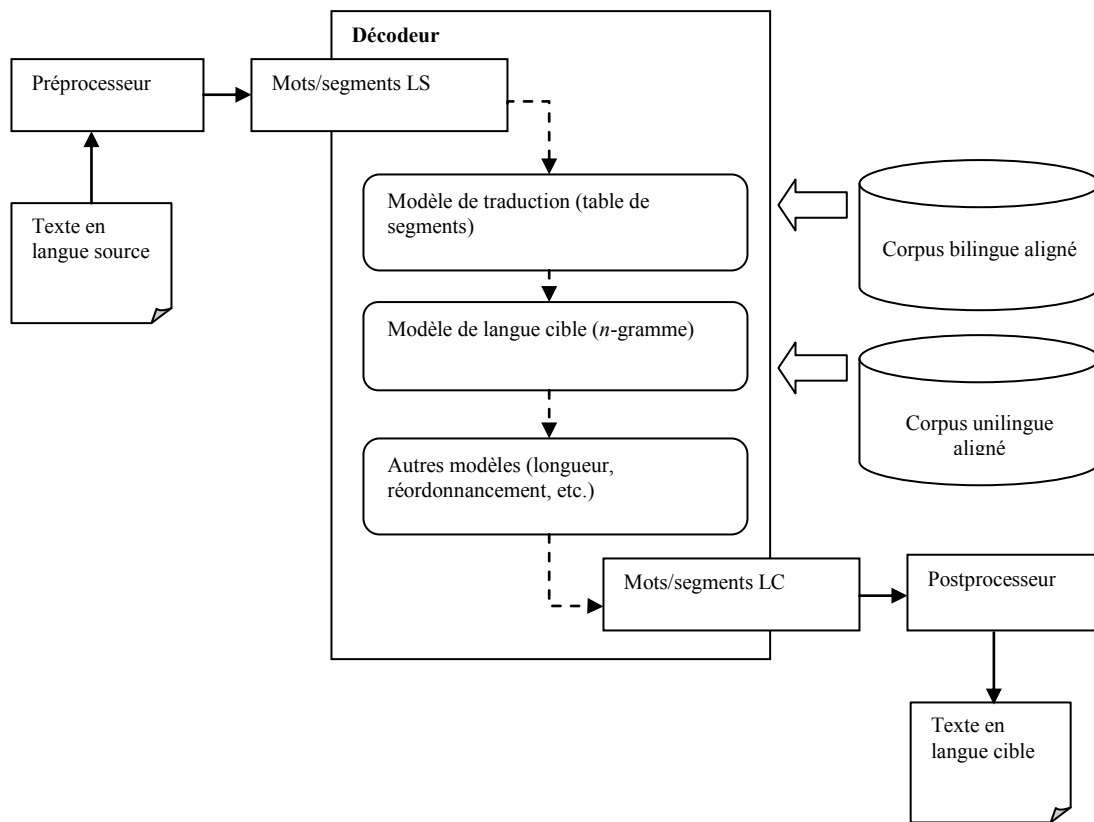 Décodeur
Préprocesseur
Mots/segments LS
Texte en
langue source
Modèle de traduction (table de
segments)
Corpus bilingue aligné
Modèle de langue cible (n-gramme)
Corpus unilingue
aligné
Autres modèles (longueur,
réordonnancement, etc.)
Mots/segments LC
Postprocesseur
Texte en
langue cible